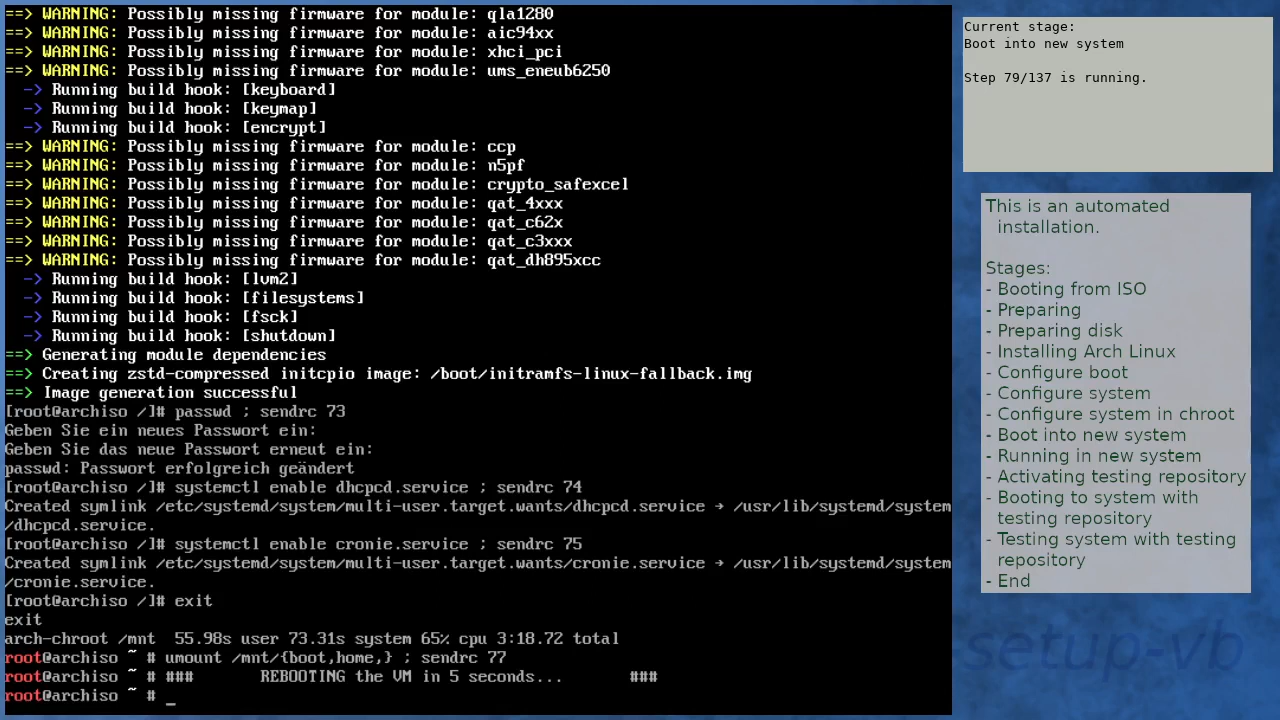 ==> WARNING: Possibly missing firmware for module: qla1280
==> WARNING: Possibly missing firmware for module: aic94xx
==> WARNING: Possibly missing firmware for module: xhci_pci
==> WARNING: Possibly missing firmware for module: ums_eneub6250
-> Running build hook: [keyboard]
-> Running build hook: [keymap]
-> Running build hook: [encrypt]
==> WARNING: Possibly missing firmware for module: ccp
==> WARNING: Possibly missing firmware for module: n5pf
==> WARNING: Possibly missing firmware for module: crypto_safexcel
==> WARNING: Possibly missing firmware for module: qat_4xxx
==> WARNING: Possibly missing firmware for module: qat_c62x
==> WARNING: Possibly missing firmware for module: qat_c3xxx
==> WARNING: Possibly missing firmware for module: qat_dh895xcc
-> Running build hook: [lvm2]
-> Running build hook: [filesystems]
-> Running build hook: [fsck]
-> Running build hook: [shutdown]
==> Generating module dependencies
==> Creating zstd-compressed initcpio image: /boot/initramfs-linux-fallback.img
==> Image generation successful
[root@archiso /]# passwd ; sendrc 73
Geben Sie ein neues Passwort ein:
Geben Sie das neue Passwort erneut ein:
passwd: Passwort erfolgreich geändert
[root@archiso /]# systemctl enable dhcpcd.service ; sendrc 74
Created symlink /etc/systemd/system/multi-user.target.wants/dhcpcd.service → /usr/lib/systemd/system
/dhcpcd.service.
[root@archiso /]# systemctl enable cronie.service ; sendrc 75
Created symlink /etc/systemd/system/multi-user.target.wants/cronie.service → /usr/lib/systemd/system
/cronie.service.
[root@archiso /]# exit
exit
arch-chroot /mnt  55.98s user 73.31s system 65% cpu 3:18.72 total
root@archiso ~ # umount /mnt/{boot,home,} ; sendrc 77
root@archiso ~ # ###       REBOOTING the VM in 5 seconds...       ###
root@archiso ~ # _
Current stage:
Boot into new system
Step 79/137 is running.
This is an automated
installation.
Stages:
- Booting from ISO
- Preparing
- Preparing disk
- Installing Arch Linux
- Configure boot
- Configure system
- Configure system in chroot
- Boot into new system
- Running in new system
- Activating testing repository
- Booting to system with
testing repository
- Testing system with testing
repository
- End
setup-vb